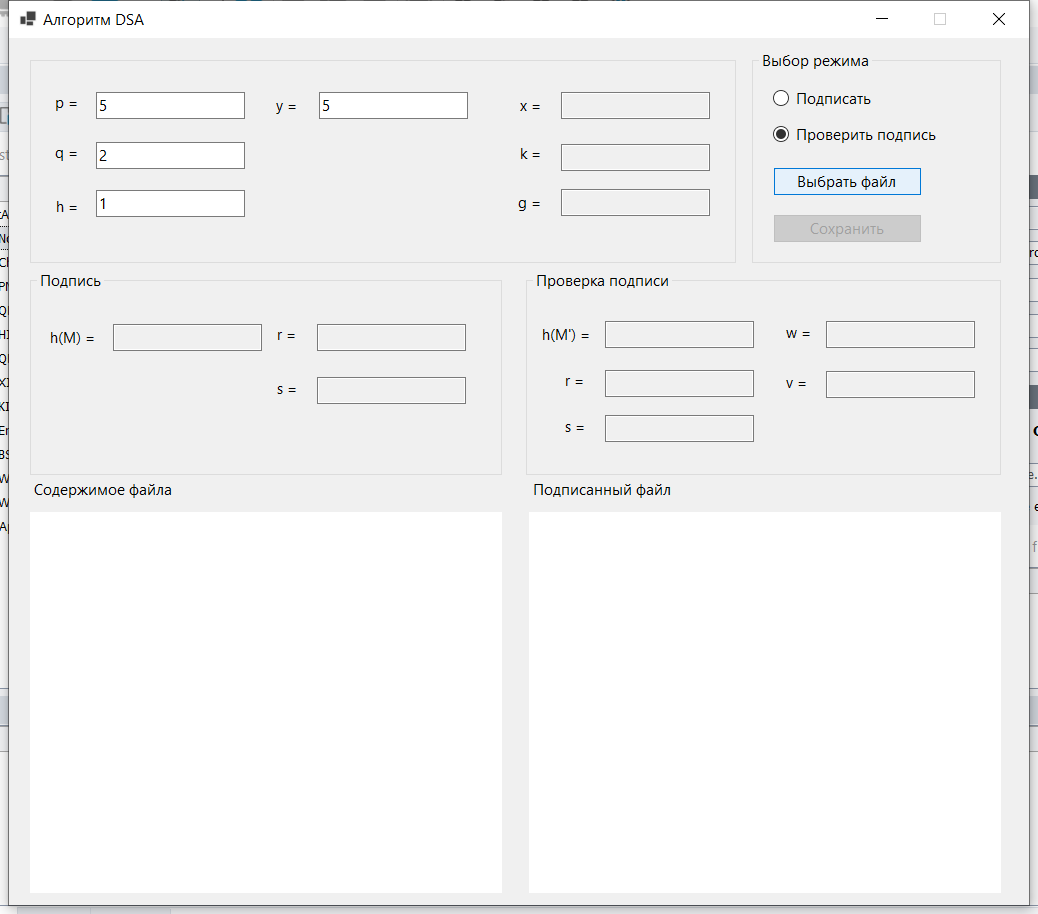 Алгоритм DSA
p = 5
y = 5
x =
q = 2
k =
h = 1
g =
Выбор режима
Подписать
Проверить подпись
Выбрать файл
Сохранить
Подпись
h(M) =
r =
s =
Проверка подписи
h(M') =
w =
r =
v =
s =
Содержимое файла
Подписанный файл